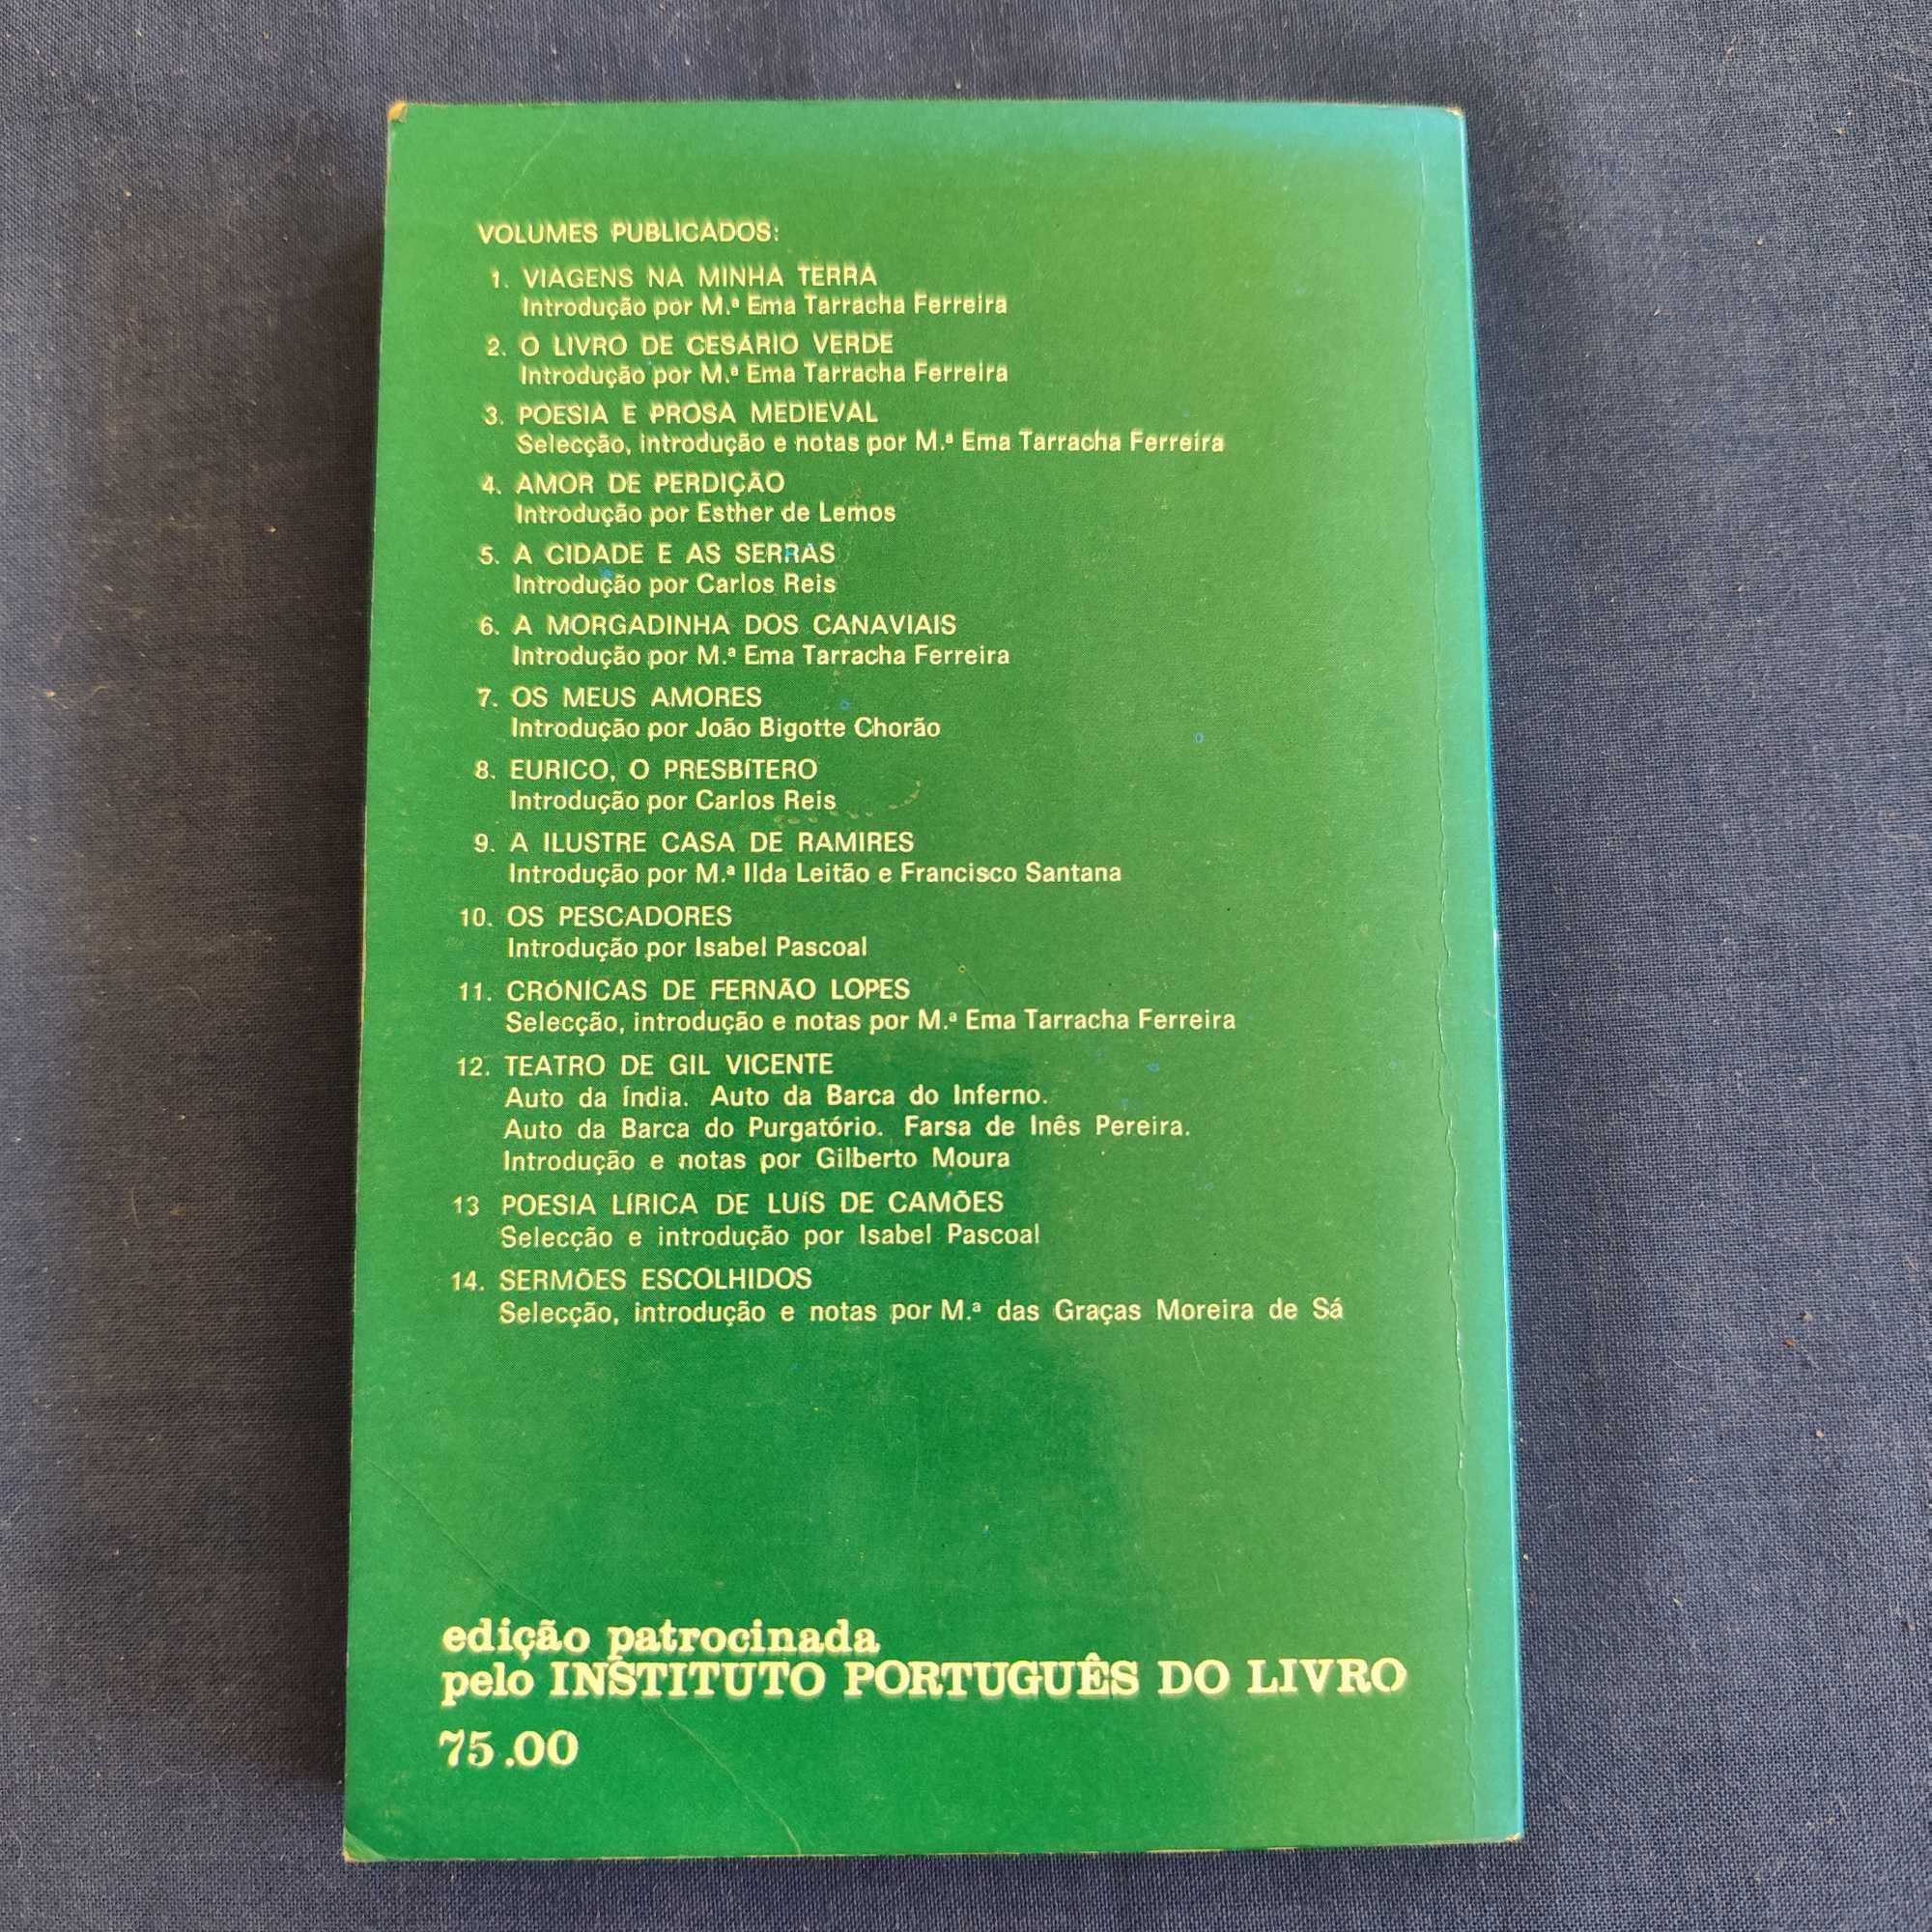 VOLUMES PUBLICADOS:
1. VIAGENS NA MINHA TERRA
Introdução por M.ª Ema Tarracha Ferreira
2. O LIVRO DE CESÁRIO VERDE
Introdução por M.ª Ema Tarracha Ferreira
3. POESIA E PROSA MEDIEVAL
Selecção, introdução e notas por M.ª Ema Tarracha Ferreira
4. AMOR DE PERDIÇÃO
Introdução por Esther de Lemos
5. A CIDADE E AS SERRAS
Introdução por Carlos Reis
6. A MORGADINHA DOS CANAVIAIS
Introdução por M.ª Ema Tarracha Ferreira
7. OS MEUS AMORES
Introdução por João Bigotte Chorão
8. EURICO, O PRESBÍTERO
Introdução por Carlos Reis
9. A ILUSTRE CASA DE RAMIRES
Introdução por M.ª Ilda Leitão e Francisco Santana
10. OS PESCADORES
Introdução por Isabel Pascoal
11. CRÓNICAS DE FERNÃO LOPES
Selecção, introdução e notas por M.ª Ema Tarracha Ferreira
12. TEATRO DE GIL VICENTE
Auto da Índia. Auto da Barca do Inferno.
Auto da Barca do Purgatório. Farsa de Inês Pereira.
Introdução e notas por Gilberto Moura
13 POESIA LÍRICA DE LUÍS DE CAMÕES
Selecção e introdução por Isabel Pascoal
14. SERMÕES ESCOLHIDOS
Selecção, introdução e notas por M.ª das Graças Moreira de Sá
edição patrocinada
pelo INSTITUTO PORTUGUÊS DO LIVRO
75.00